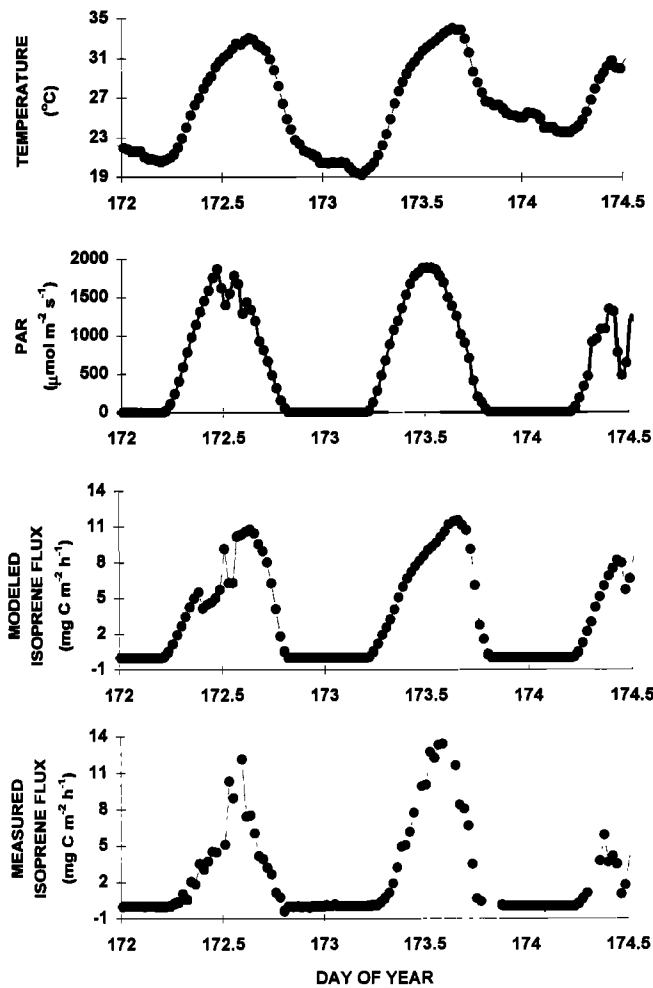 TEMPERATURE
(°C)
35
31
27
23
19
172 172.5 173 173.5 174 174.5
PAR
(μmol m⁻² s⁻¹)
2000
1500
1000
500
0
172 172.5 173 173.5 174 174.5
MODELED
ISOPRENE FLUX
(mg C m⁻² h⁻¹)
14
11
8
5
2
-1
172 172.5 173 173.5 174 174.5
MEASURED
ISOPRENE FLUX
(mg C m⁻² h⁻¹)
14
11
8
5
2
-1
172 172.5 173 173.5 174 174.5
DAY OF YEAR